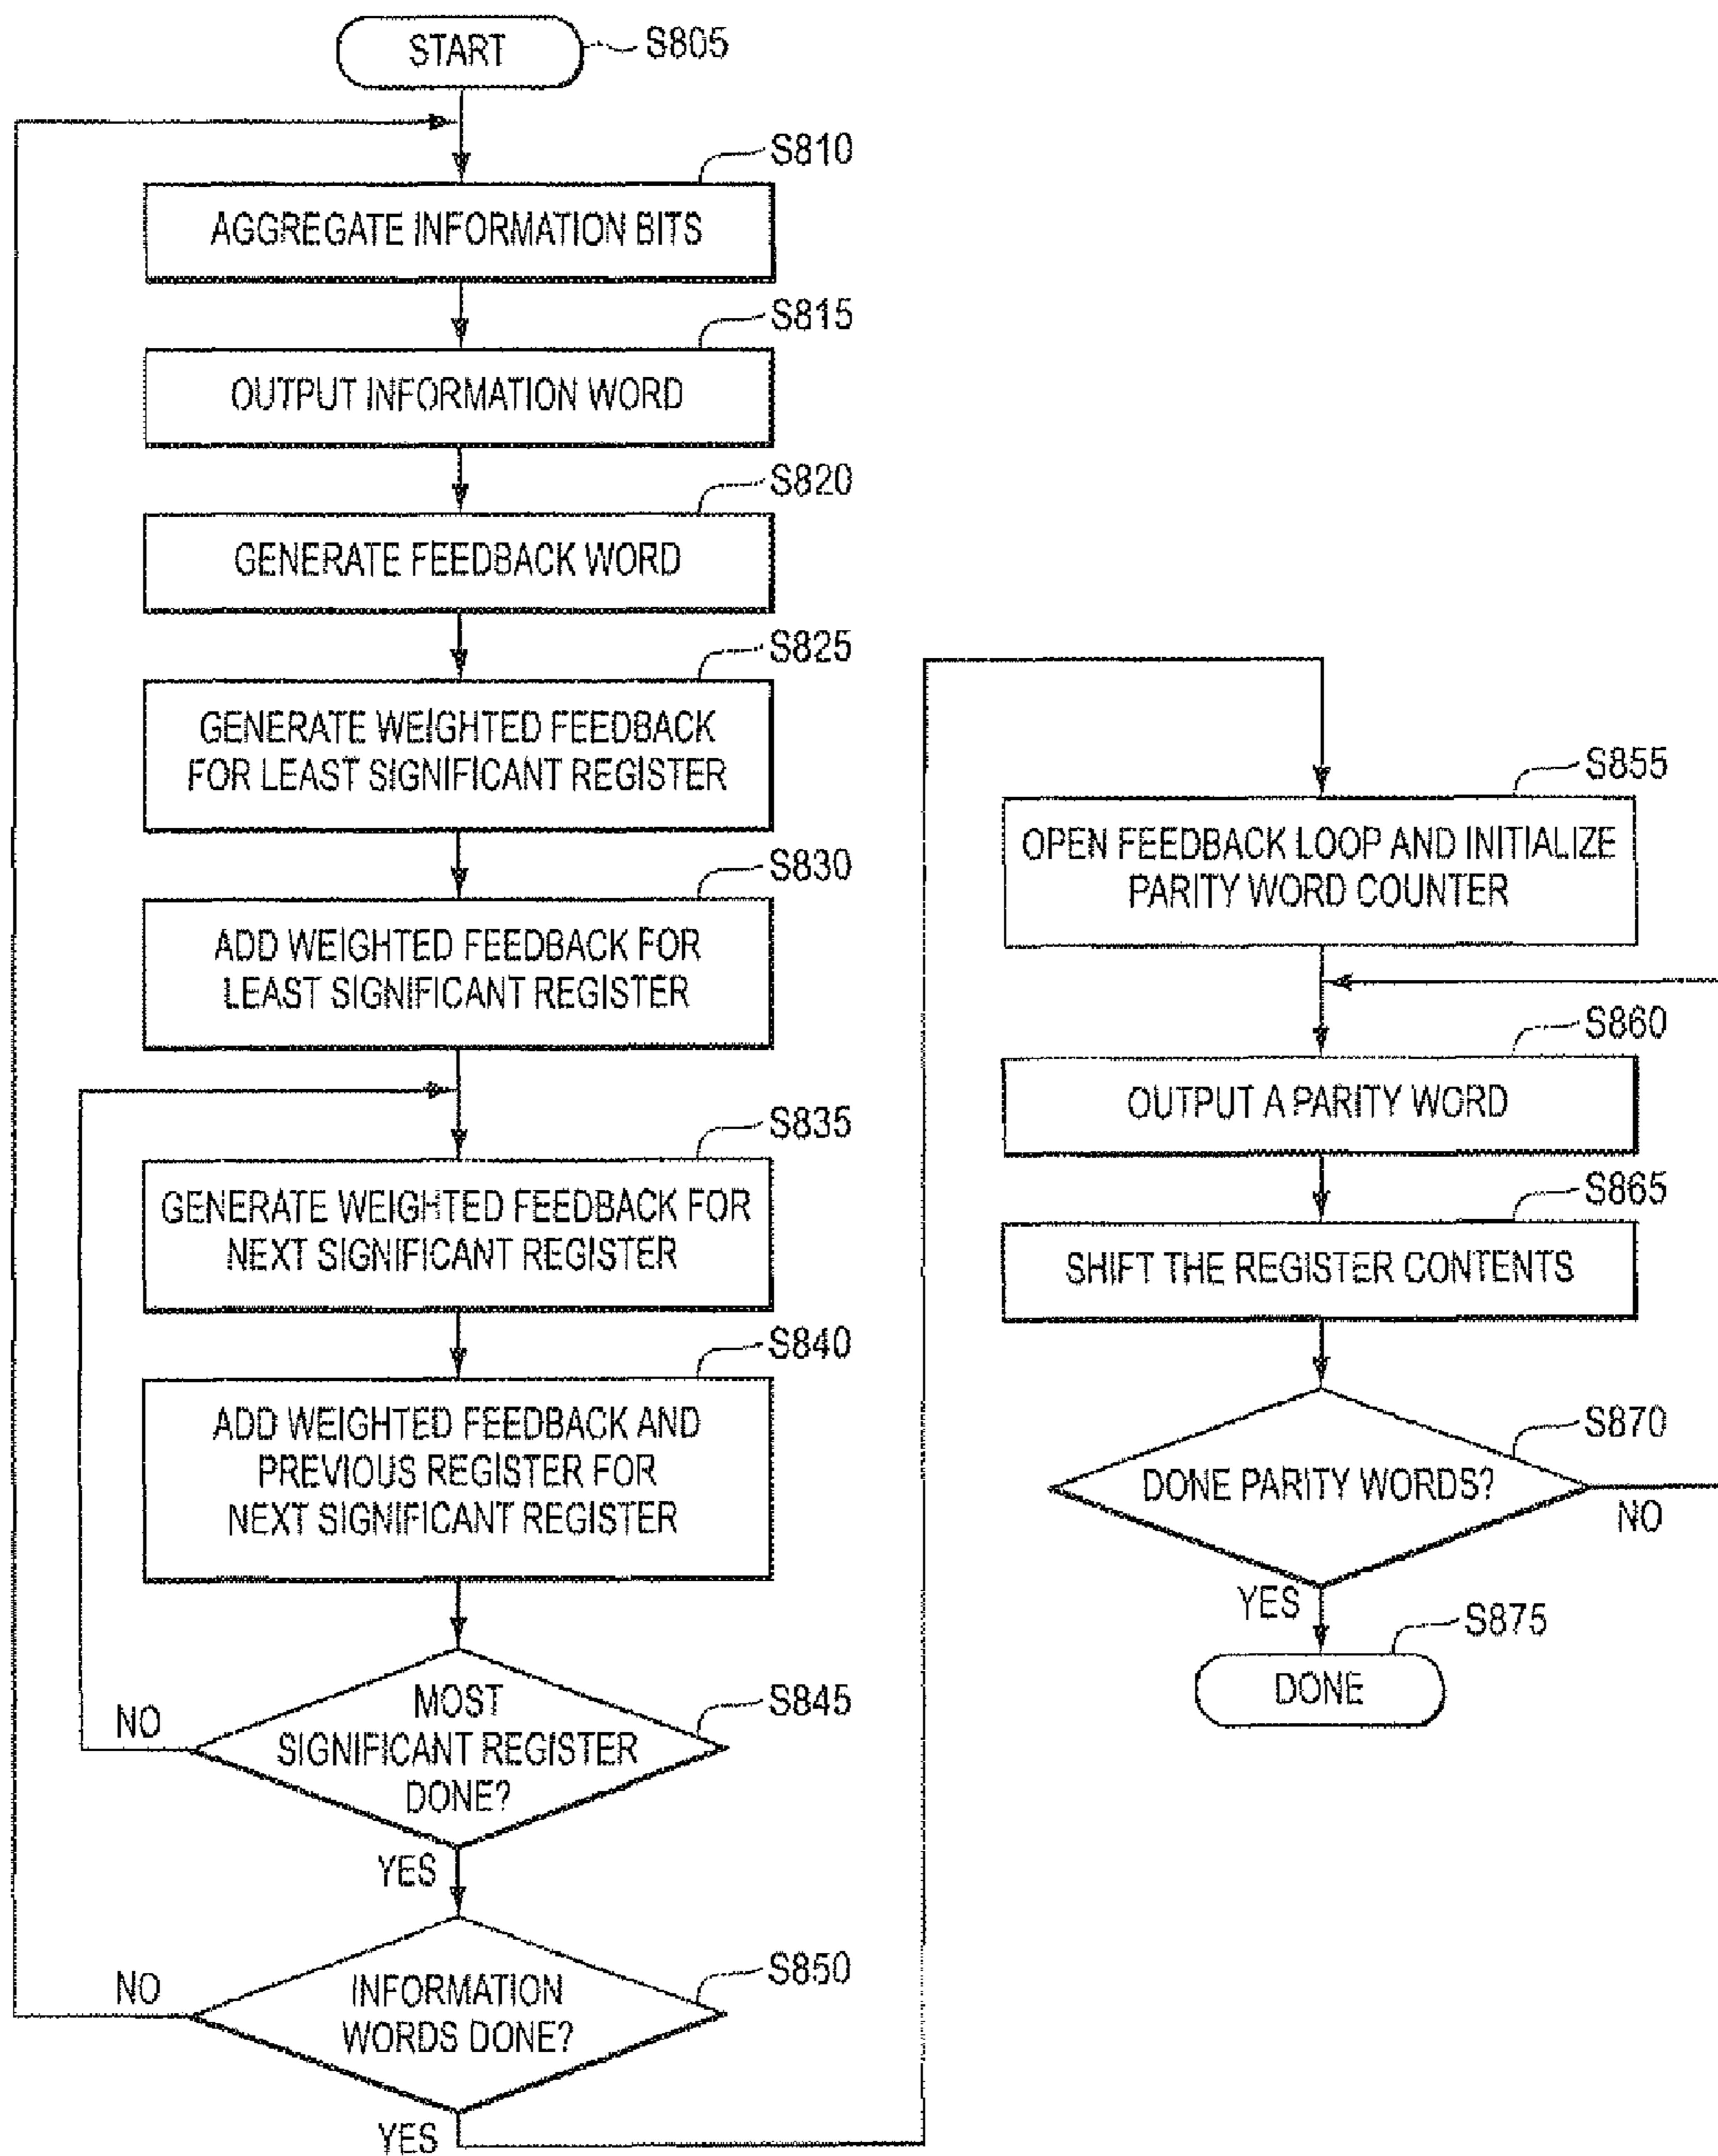 START
S805
S810
AGGREGATE INFORMATION BITS
S815
OUTPUT INFORMATION WORD
S820
GENERATE FEEDBACK WORD
S825
GENERATE WEIGHTED FEEDBACK
FOR LEAST SIGNIFICANT REGISTER
S830
ADD WEIGHTED FEEDBACK FOR
LEAST SIGNIFICANT REGISTER
S835
GENERATE WEIGHTED FEEDBACK FOR
NEXT SIGNIFICANT REGISTER
S840
ADD WEIGHTED FEEDBACK AND
PREVIOUS REGISTER FOR
NEXT SIGNIFICANT REGISTER
S845
MOST
SIGNIFICANT REGISTER
DONE?
NO
YES
S850
INFORMATION
WORDS DONE?
NO
YES
S855
OPEN FEEDBACK LOOP AND INITIALIZE
PARITY WORD COUNTER
S860
OUTPUT A PARITY WORD
S865
SHIFT THE REGISTER CONTENTS
S870
DONE PARITY WORDS?
NO
YES
S875
DONE